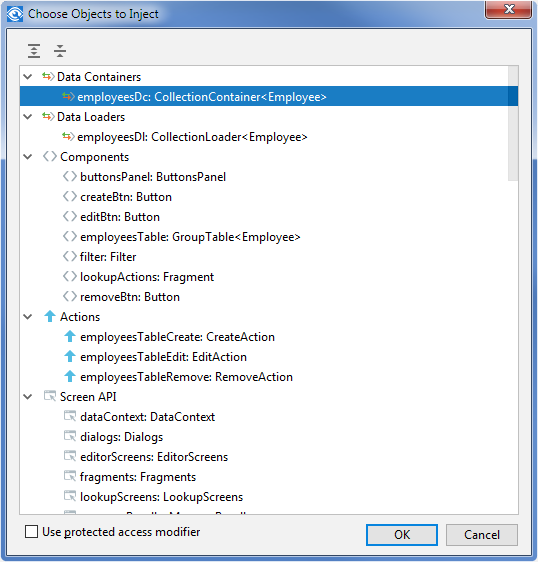 Choose Objects to Inject
Data Containers
employeesDc: CollectionContainer<Employee>
Data Loaders
employeesDl: CollectionLoader<Employee>
Components
buttonsPanel: ButtonsPanel
createBtn: Button
editBtn: Button
employeesTable: GroupTable<Employee>
filter: Filter
lookupActions: Fragment
removeBtn: Button
Actions
employeesTableCreate: CreateAction
employeesTableEdit: EditAction
employeesTableRemove: RemoveAction
Screen API
dataContext: DataContext
dialogs: Dialogs
editorScreens: EditorScreens
fragments: Fragments
lookupScreens: LookupScreens
Use protected access modifier
OK
Cancel